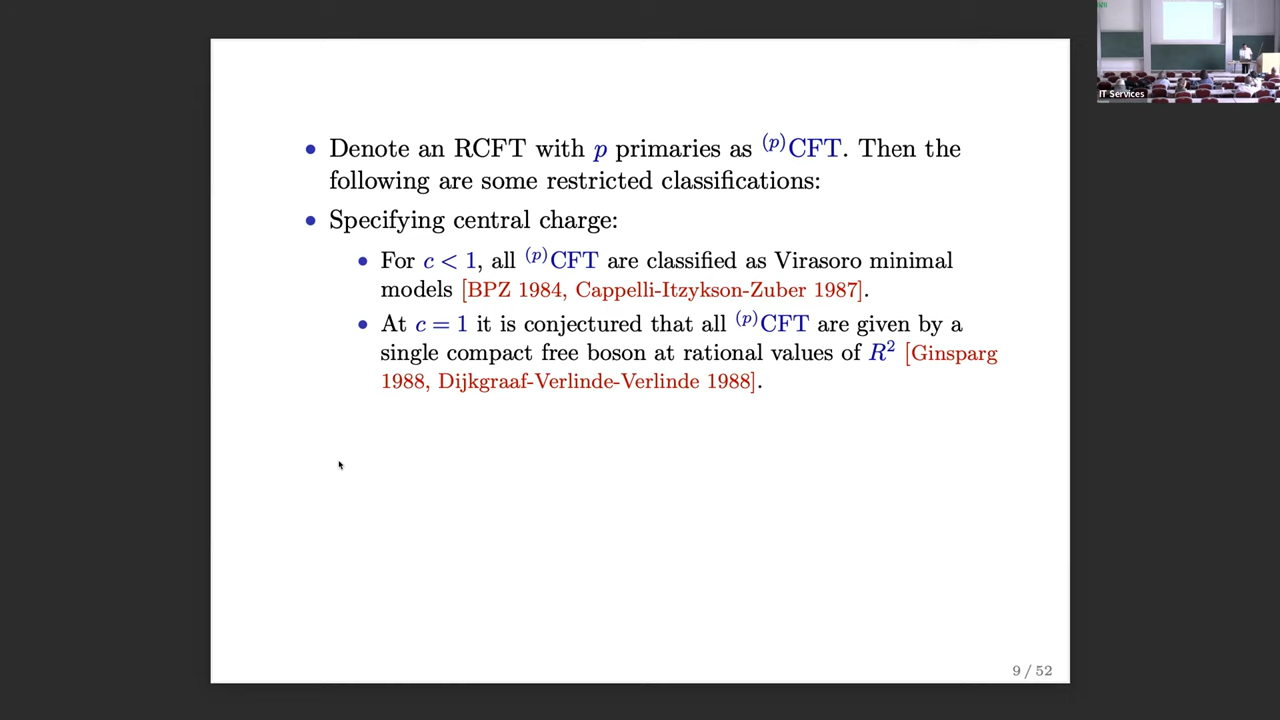 • Denote an RCFT with p primaries as ⁽ᵖ⁾CFT. Then the
following are some restricted classifications:
• Specifying central charge:
• For c < 1, all ⁽ᵖ⁾CFT are classified as Virasoro minimal
models [BPZ 1984, Cappelli-Itzykson-Zuber 1987].
• At c = 1 it is conjectured that all ⁽ᵖ⁾CFT are given by a
single compact free boson at rational values of R² [Ginsparg
1988, Dijkgraaf-Verlinde-Verlinde 1988].
9 / 52
IT Services